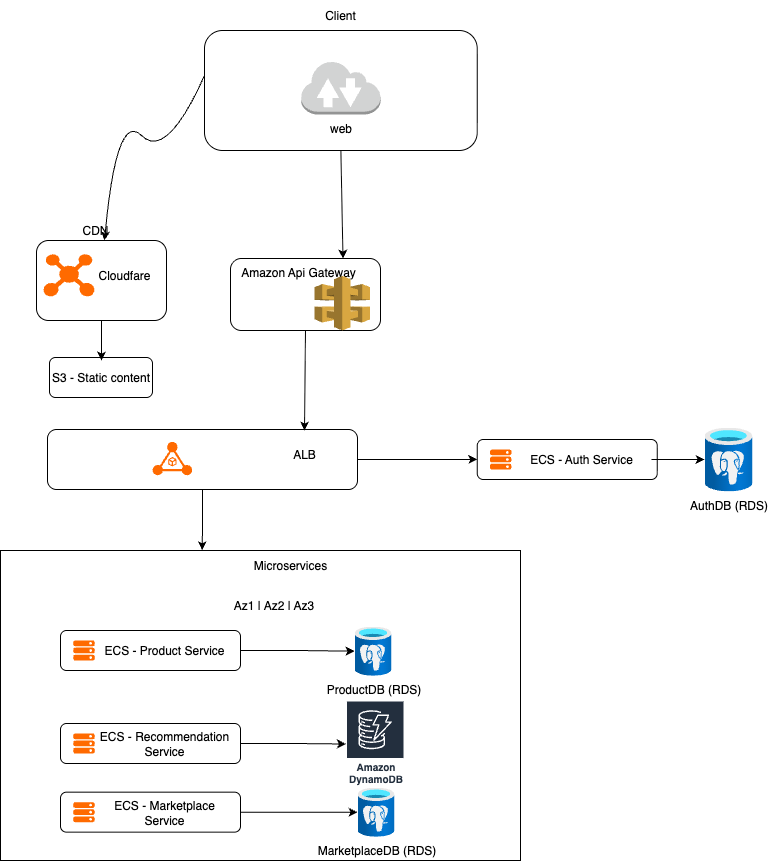 Client
web
CDN
Cloudfare
Amazon Api Gateway
S3 - Static content
ALB
ECS - Auth Service
AuthDB (RDS)
Microservices
Az1 | Az2 | Az3
ECS - Product Service
ProductDB (RDS)
ECS - Recommendation
Service
Amazon
DynamoDB
ECS - Marketplace
Service
MarketplaceDB (RDS)